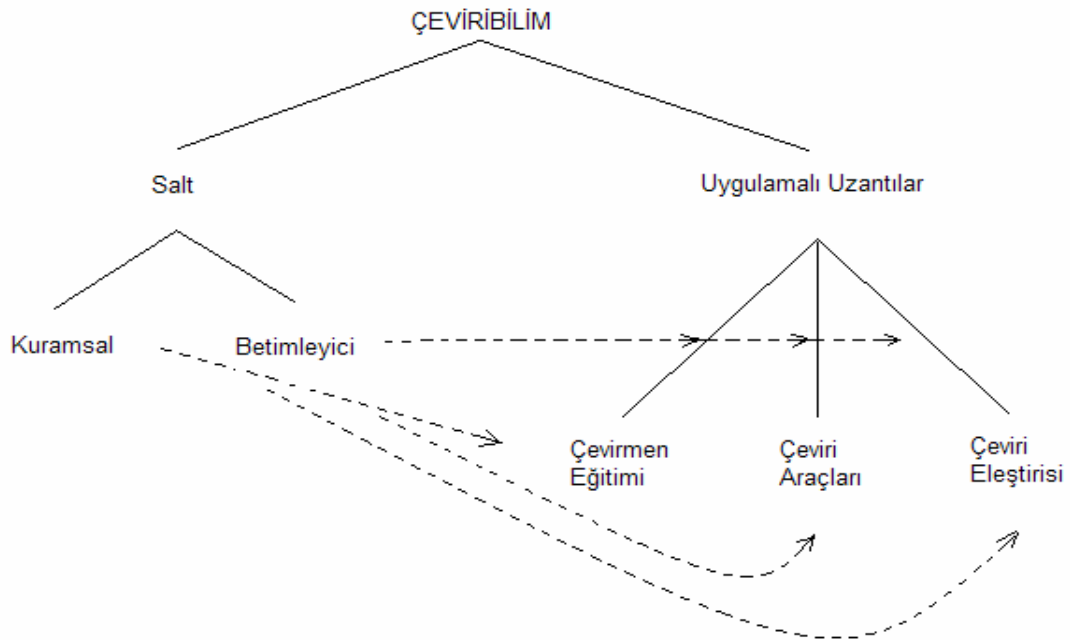 ÇEVİRİBİLİM
Salt
Uygulamalı Uzantılar
Kuramsal
Betimleyici
Çevirmen
Eğitimi
Çeviri
Araçları
Çeviri
Eleştirisi